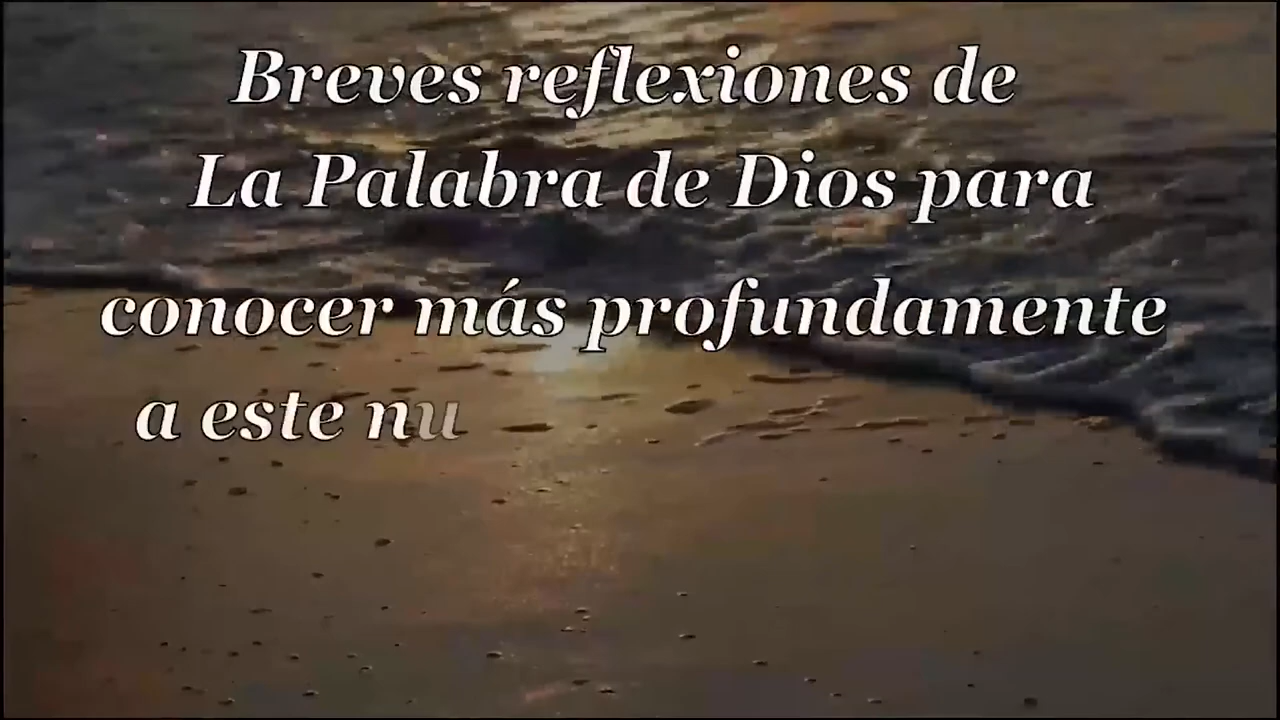 Breves reflexiones de
La Palabra de Dios para
conocer más profundamente
a este nu